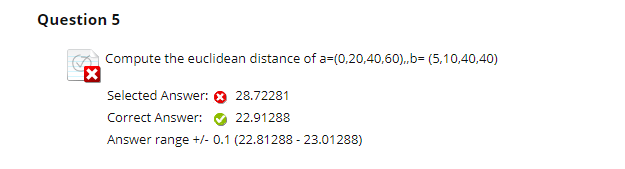 Question 5
Compute the euclidean distance of a=(0,20,40,60),,b= (5,10,40,40)
Selected Answer: 28.72281
Correct Answer: 22.91288
Answer range +/- 0.1 (22.81288 - 23.01288)